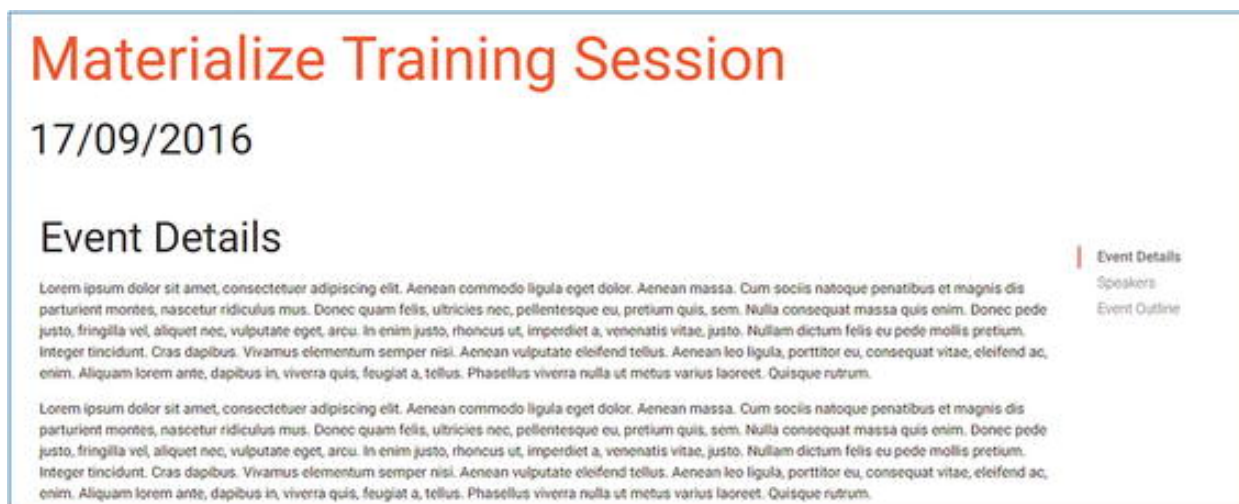 Materialize Training Session
17/09/2016
Event Details
Lorem ipsum dolor sit amet, consectetuer adipiscing elit. Aenean commodo ligula eget dolor. Aenean massa. Cum sociis natoque penatibus et magnis dis
parturient montes, nascetur ridiculus mus. Donec quam felis, ultricies nec, pellentesque eu, pretium quis, sem. Nulla consequat massa quis enim. Donec pede
justo, fringilla vel, aliquet nec, vulputate eget, arcu. In enim justo, rhoncus ut, imperdiet a, venenatis vitae, justo. Nullam dictum felis eu pede mollis pretium.
Integer tincidunt. Cras dapibus. Vivamus elementum semper nisi. Aenean vulputate eleifend tellus. Aenean leo ligula, porttitor eu, consequat vitae, eleifend ac,
enim. Aliquam lorem ante, dapibus in, viverra quis, feugiat a, tellus. Phasellus viverra nulla ut metus varius laoreet. Quisque rutrum.
Lorem ipsum dolor sit amet, consectetuer adipiscing elit. Aenean commodo ligula eget dolor. Aenean massa. Cum sociis natoque penatibus et magnis dis
parturient montes, nascetur ridiculus mus. Donec quam felis, ultricies nec, pellentesque eu, pretium quis, sem. Nulla consequat massa quis enim. Donec pede
justo, fringilla vel, aliquet nec, vulputate eget, arcu. In enim justo, rhoncus ut, imperdiet a, venenatis vitae, justo. Nullam dictum felis eu pede mollis pretium.
Integer tincidunt. Cras dapibus. Vivamus elementum semper nisi. Aenean vulputate eleifend tellus. Aenean leo ligula, porttitor eu, consequat vitae, eleifend ac,
enim. Aliquam lorem ante, dapibus in, viverra quis, feugiat a, tellus. Phasellus viverra nulla ut metus varius laoreet. Quisque rutrum.
Event Details
Speakers
Event Outline